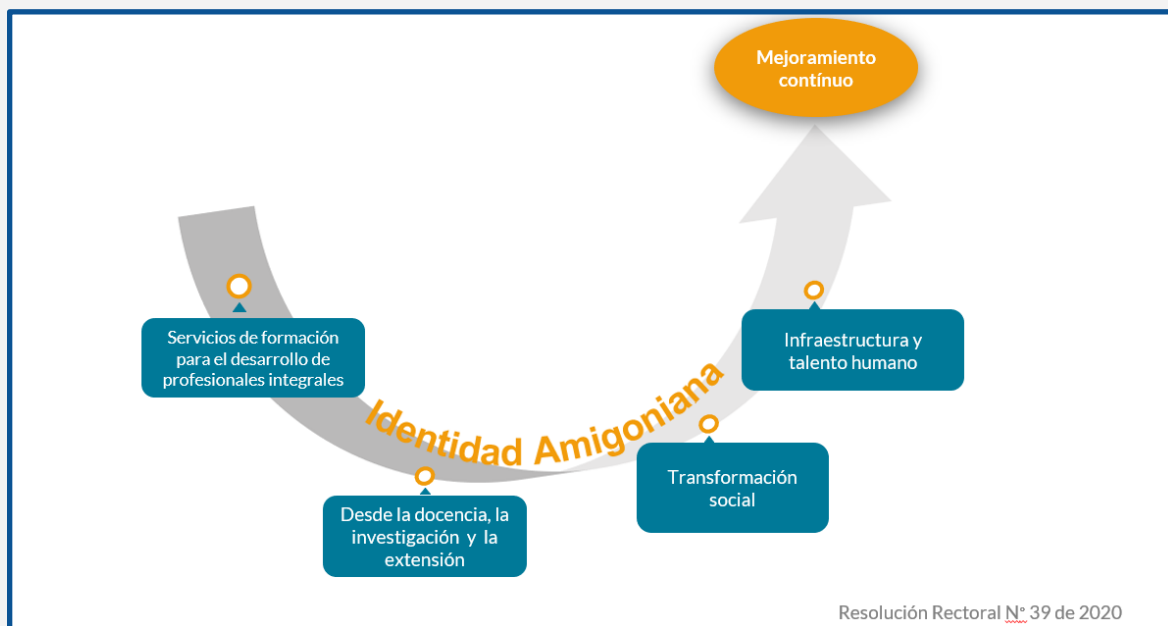 Mejoramiento
contínuo
Servicios de formación
para el desarrollo de
profesionales integrales
Identidad Amigoniana
Desde la docencia, la
investigación y la
extensión
Transformación
social
Infraestructura y
talento humano
Resolución Rectoral N° 39 de 2020